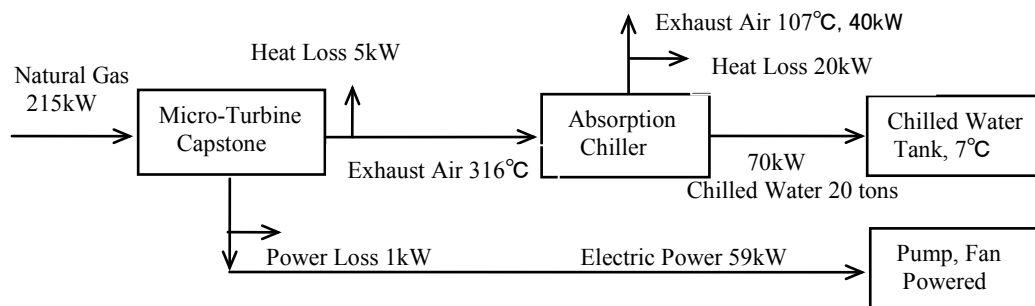 Exhaust Air 107℃, 40kW
Heat Loss 5kW
Heat Loss 20kW
Natural Gas
215kW
Micro-Turbine
Capstone
Absorption
Chiller
Chilled Water
Tank, 7℃
Exhaust Air 316℃
70kW
Chilled Water 20 tons
Power Loss 1kW
Electric Power 59kW
Pump, Fan
Powered